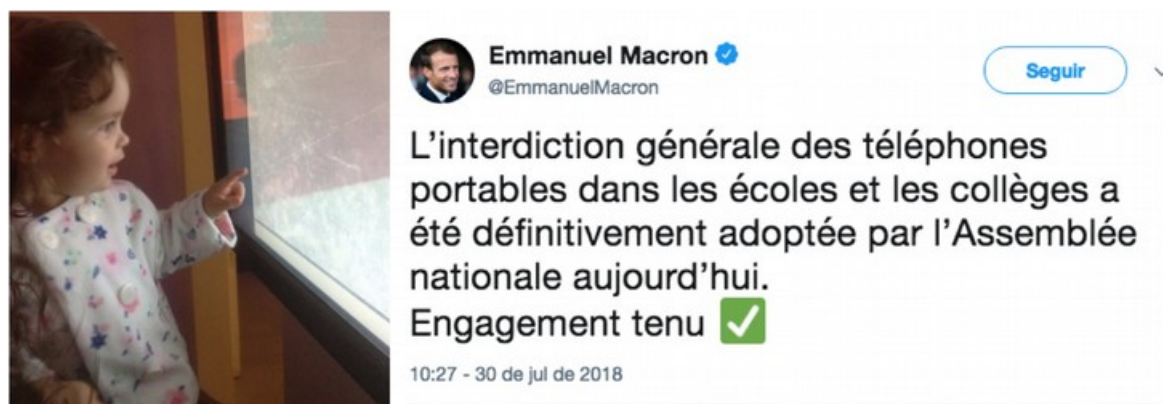 Emmanuel Macron
@EmmanuelMacron
Seguir
L'interdiction générale des téléphones
portables dans les écoles et les collèges a
été définitivement adoptée par l'Assemblée
nationale aujourd'hui.
Engagement tenu ✅
10:27 - 30 de jul de 2018